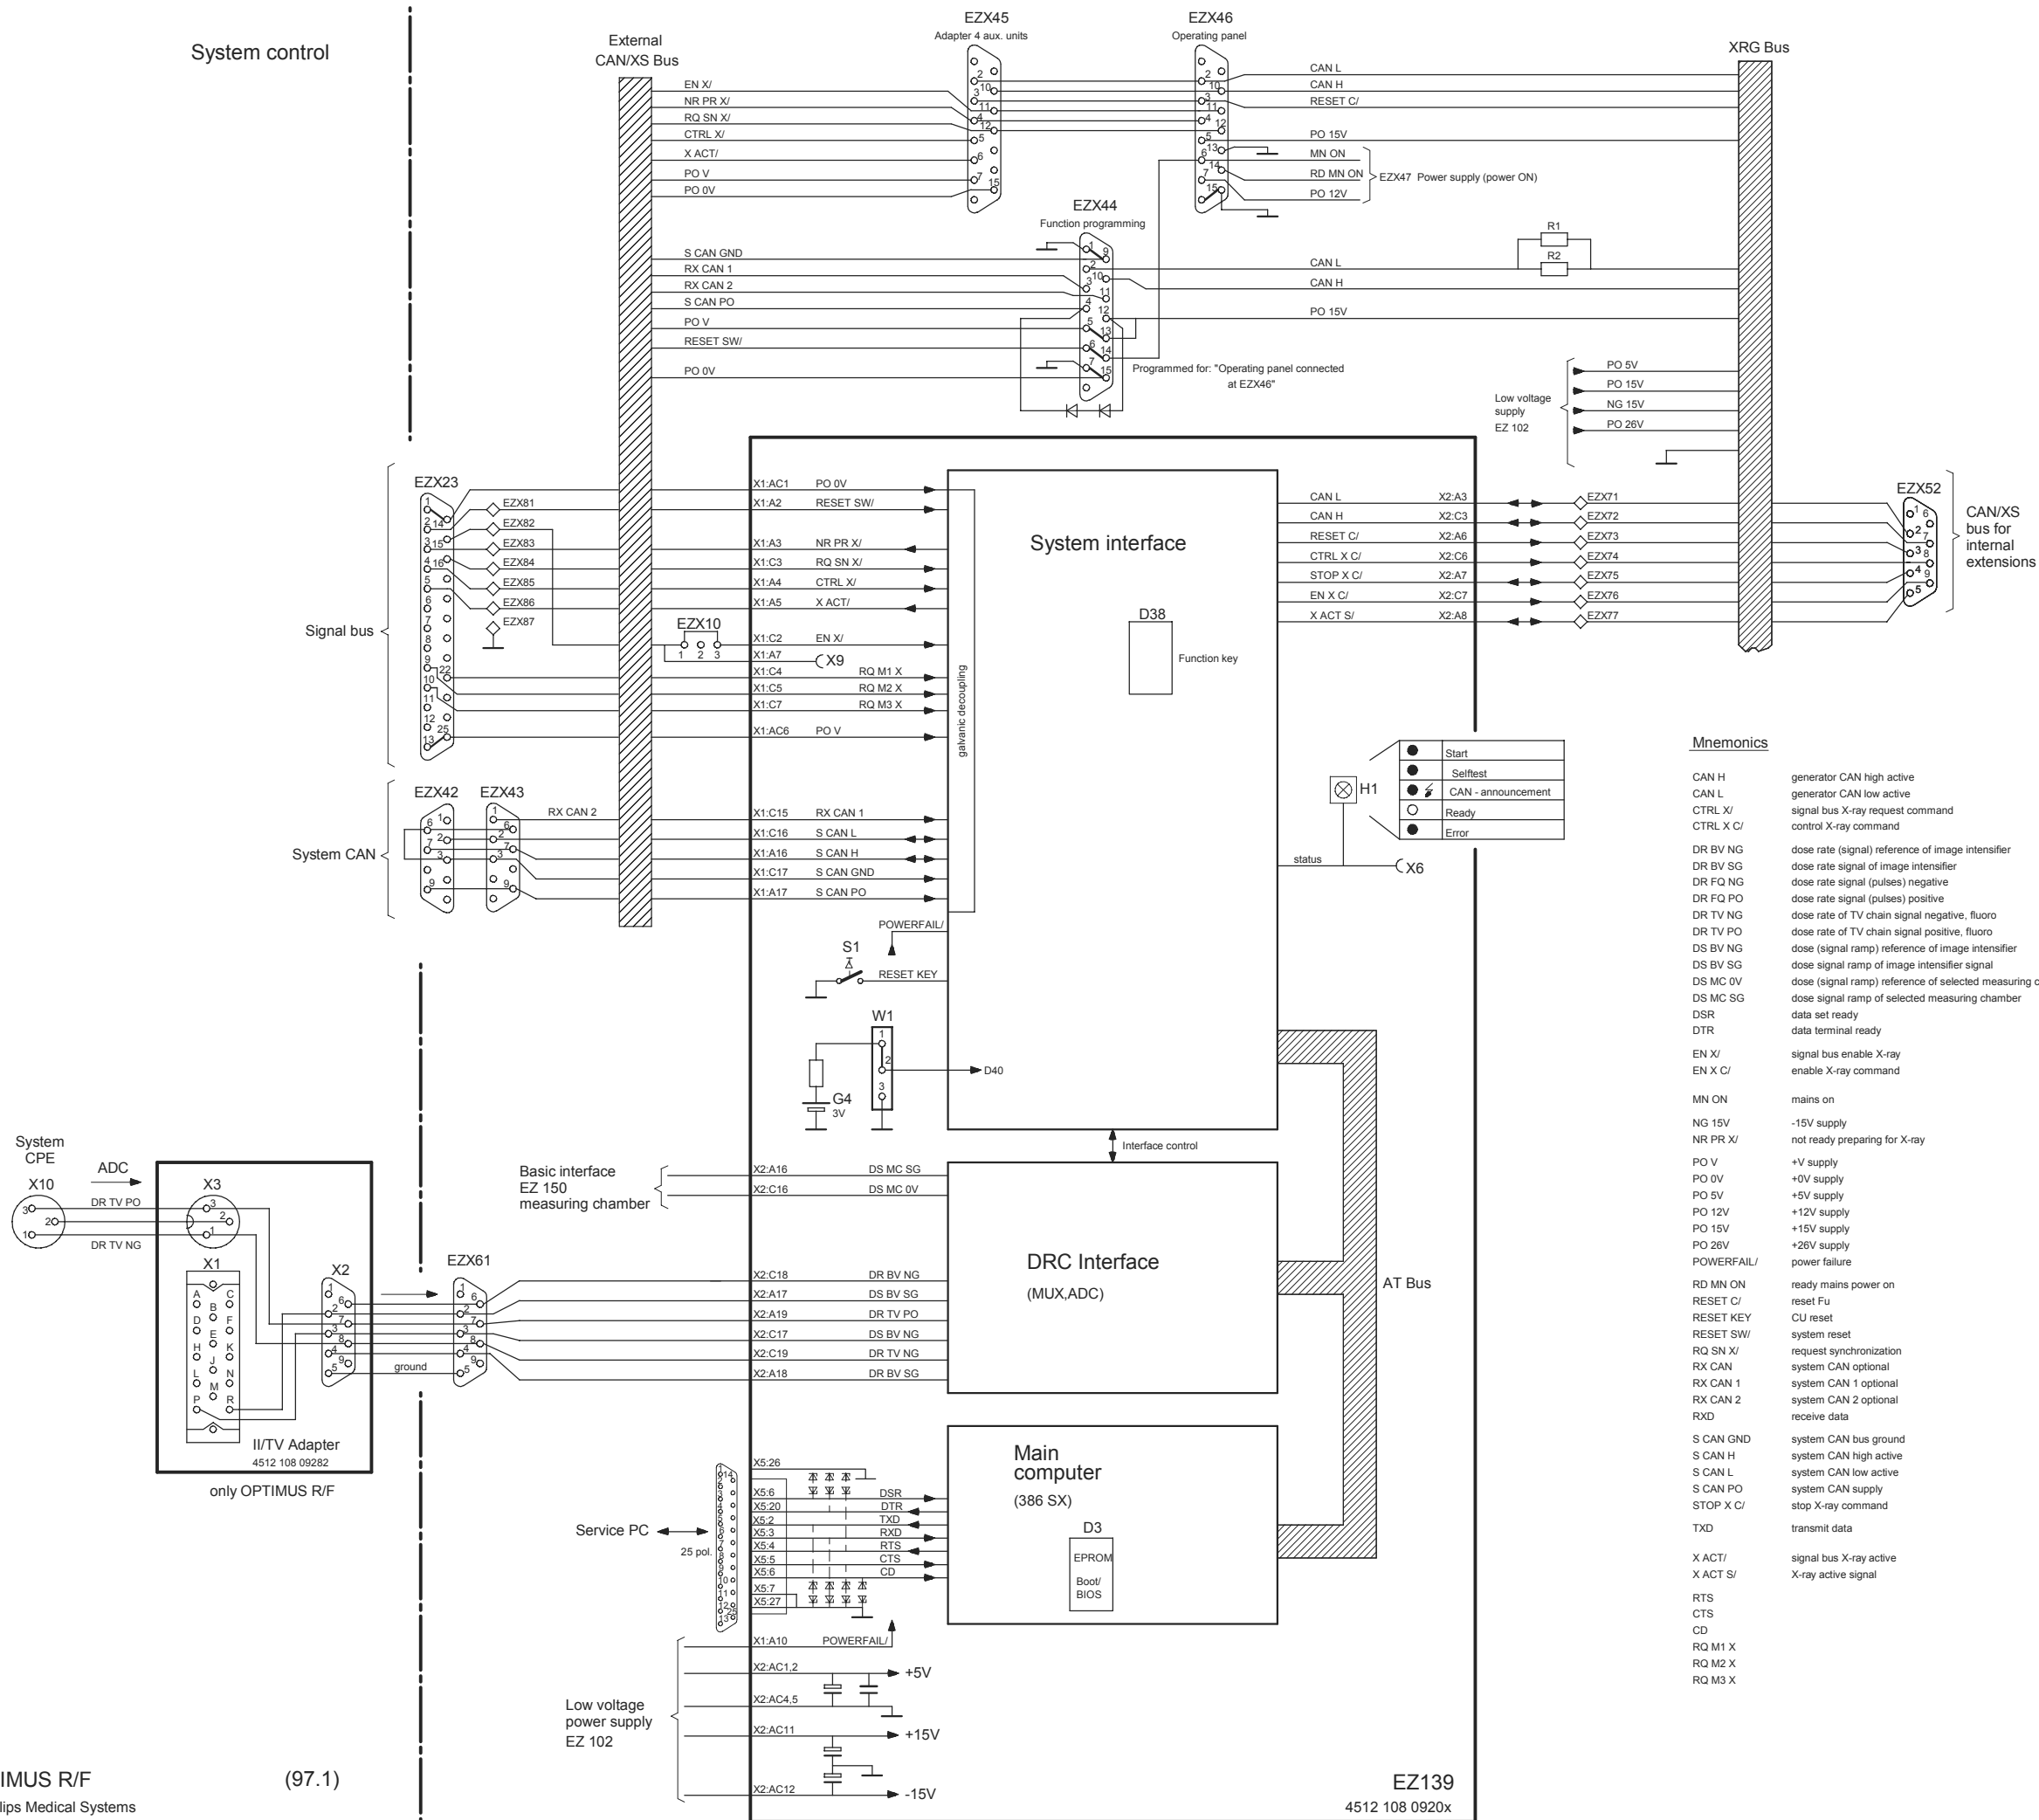 System control
External
CAN/XS Bus
EZX45
Adapter 4 aux. units
EZX46
Operating panel
XRG Bus
EN X/
NR PR X/
RQ SN X/
CTRL X/
X ACT/
PO V
PO 0V
CAN L
CAN H
RESET C/
PO 15V
MN ON
RD MN ON
PO 12V
EZX47 Power supply (power ON)
EZX44
Function programming
S CAN GND
RX CAN 1
RX CAN 2
S CAN PO
PO V
RESET SW/
PO 0V
CAN L
CAN H
PO 15V
R1
R2
Programmed for: "Operating panel connected
at EZX46"
Low voltage
supply
EZ 102
PO 5V
PO 15V
NG 15V
PO 26V
Signal bus
EZX23
EZX81
EZX82
EZX83
EZX84
EZX85
EZX86
EZX87
EZX10
1 2 3
X1:AC1 PO 0V
X1:A2 RESET SW/
X1:A3 NR PR X/
X1:C3 RQ SN X/
X1:A4 CTRL X/
X1:A5 X ACT/
X1:C2 EN X/
X1:A7 X9
X1:C4 RQ M1 X
X1:C5 RQ M2 X
X1:C7 RQ M3 X
X1:AC6 PO V
galvanic decoupling
System interface
D38
Function key
CAN L X2:A3 EZX71
CAN H X2:C3 EZX72
RESET C/ X2:A6 EZX73
CTRL X C/ X2:C6 EZX74
STOP X C/ X2:A7 EZX75
EN X C/ X2:C7 EZX76
X ACT S/ X2:A8 EZX77
EZX52
CAN/XS
bus for
internal
extensions
System CAN
EZX42
EZX43
RX CAN 2
X1:C15 RX CAN 1
X1:C16 S CAN L
X1:A16 S CAN H
X1:C17 S CAN GND
X1:A17 S CAN PO
POWERFAIL/
S1
RESET KEY
W1
1
2
3
D40
G4
3V
H1
Start
Selftest
CAN - announcement
Ready
Error
status
X6
Interface control
Basic interface
EZ 150
measuring chamber
X2:A16 DS MC SG
X2:C16 DS MC 0V
DRC Interface
(MUX,ADC)
AT Bus
System
CPE
X10
ADC
DR TV PO
DR TV NG
X3
X1
A
B
C
D
E
F
H
J
K
L
M
N
P
R
X2
EZX61
ground
II/TV Adapter
4512 108 09282
only OPTIMUS R/F
X2:C18 DR BV NG
X2:A17 DS BV SG
X2:A19 DR TV PO
X2:C17 DS BV NG
X2:C19 DR TV NG
X2:A18 DR BV SG
Main
computer
(386 SX)
D3
EPROM
Boot/
BIOS
Service PC
25 pol.
X5:26
X5:6 DSR
X5:20 DTR
X5:2 TXD
X5:3 RXD
X5:4 RTS
X5:5 CTS
X5:6 CD
X5:7
X5:27
X1:A10 POWERFAIL/
X2:AC1,2 +5V
X2:AC4,5
X2:AC11 +15V
X2:AC12 -15V
Low voltage
power supply
EZ 102
EZ139
4512 108 0920x
Mnemonics
CAN H generator CAN high active
CAN L generator CAN low active
CTRL X/ signal bus X-ray request command
CTRL X C/ control X-ray command
DR BV NG dose rate (signal) reference of image intensifier
DR BV SG dose rate signal of image intensifier
DR FQ NG dose rate signal (pulses) negative
DR FQ PO dose rate signal (pulses) positive
DR TV NG dose rate of TV chain signal negative, fluoro
DR TV PO dose rate of TV chain signal positive, fluoro
DS BV NG dose (signal ramp) reference of image intensifier
DS BV SG dose signal ramp of image intensifier signal
DS MC 0V dose (signal ramp) reference of selected measuring c
DS MC SG dose signal ramp of selected measuring chamber
DSR data set ready
DTR data terminal ready
EN X/ signal bus enable X-ray
EN X C/ enable X-ray command
MN ON mains on
NG 15V -15V supply
NR PR X/ not ready preparing for X-ray
PO V +V supply
PO 0V +0V supply
PO 5V +5V supply
PO 12V +12V supply
PO 15V +15V supply
PO 26V +26V supply
POWERFAIL/ power failure
RD MN ON ready mains power on
RESET C/ reset Fu
RESET KEY CU reset
RESET SW/ system reset
RQ SN X/ request synchronization
RX CAN system CAN optional
RX CAN 1 system CAN 1 optional
RX CAN 2 system CAN 2 optional
RXD receive data
S CAN GND system CAN bus ground
S CAN H system CAN high active
S CAN L system CAN low active
S CAN PO system CAN supply
STOP X C/ stop X-ray command
TXD transmit data
X ACT/ signal bus X-ray active
X ACT S/ X-ray active signal
RTS
CTS
CD
RQ M1 X
RQ M2 X
RQ M3 X
IMUS R/F
(97.1)
lips Medical Systems